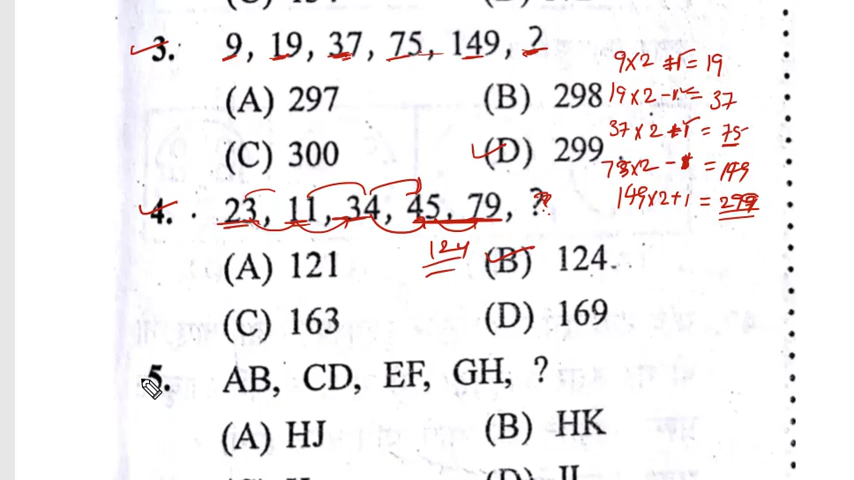 3. 9, 19, 37, 75, 149, ?
(A) 297 (B) 298
(C) 300 (D) 299
9×2 +1 = 19
19×2 -1 = 37
37×2 +1 = 75
75×2 -1 = 149
149×2+1 = 299
4. 23, 11, 34, 45, 79, ?
124
(A) 121 (B) 124
(C) 163 (D) 169
5. AB, CD, EF, GH, ?
(A) HJ (B) HK